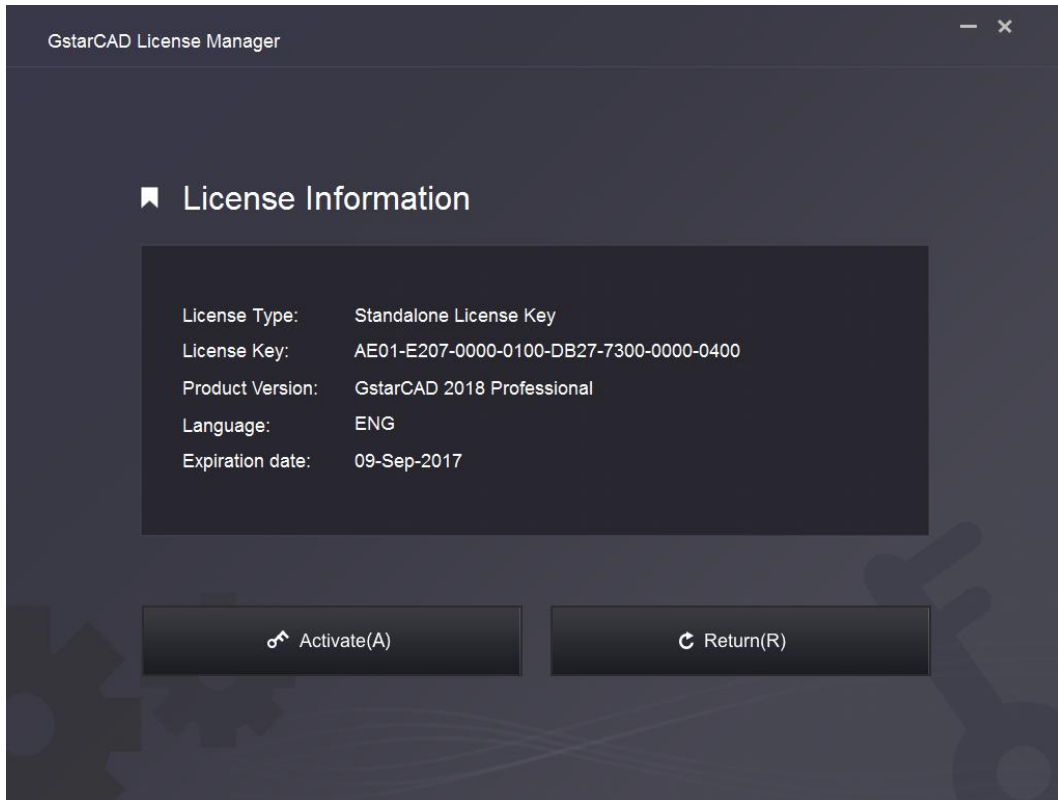 GstarCAD License Manager
License Information
License Type: Standalone License Key
License Key: AE01-E207-0000-0100-DB27-7300-0000-0400
Product Version: GstarCAD 2018 Professional
Language: ENG
Expiration date: 09-Sep-2017
Activate(A) Return(R)